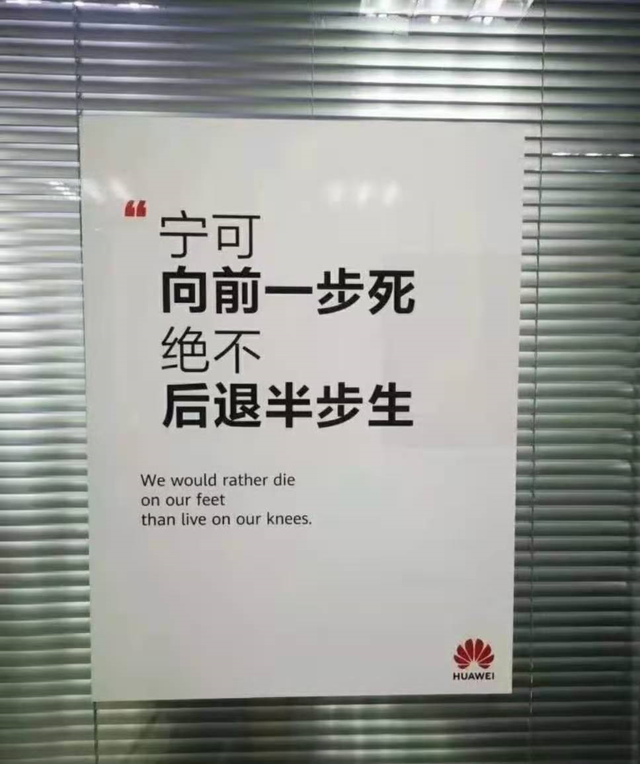 “宁可
向前一步死
绝不
后退半步生
We would rather die
on our feet
than live on our knees.
HUAWEI